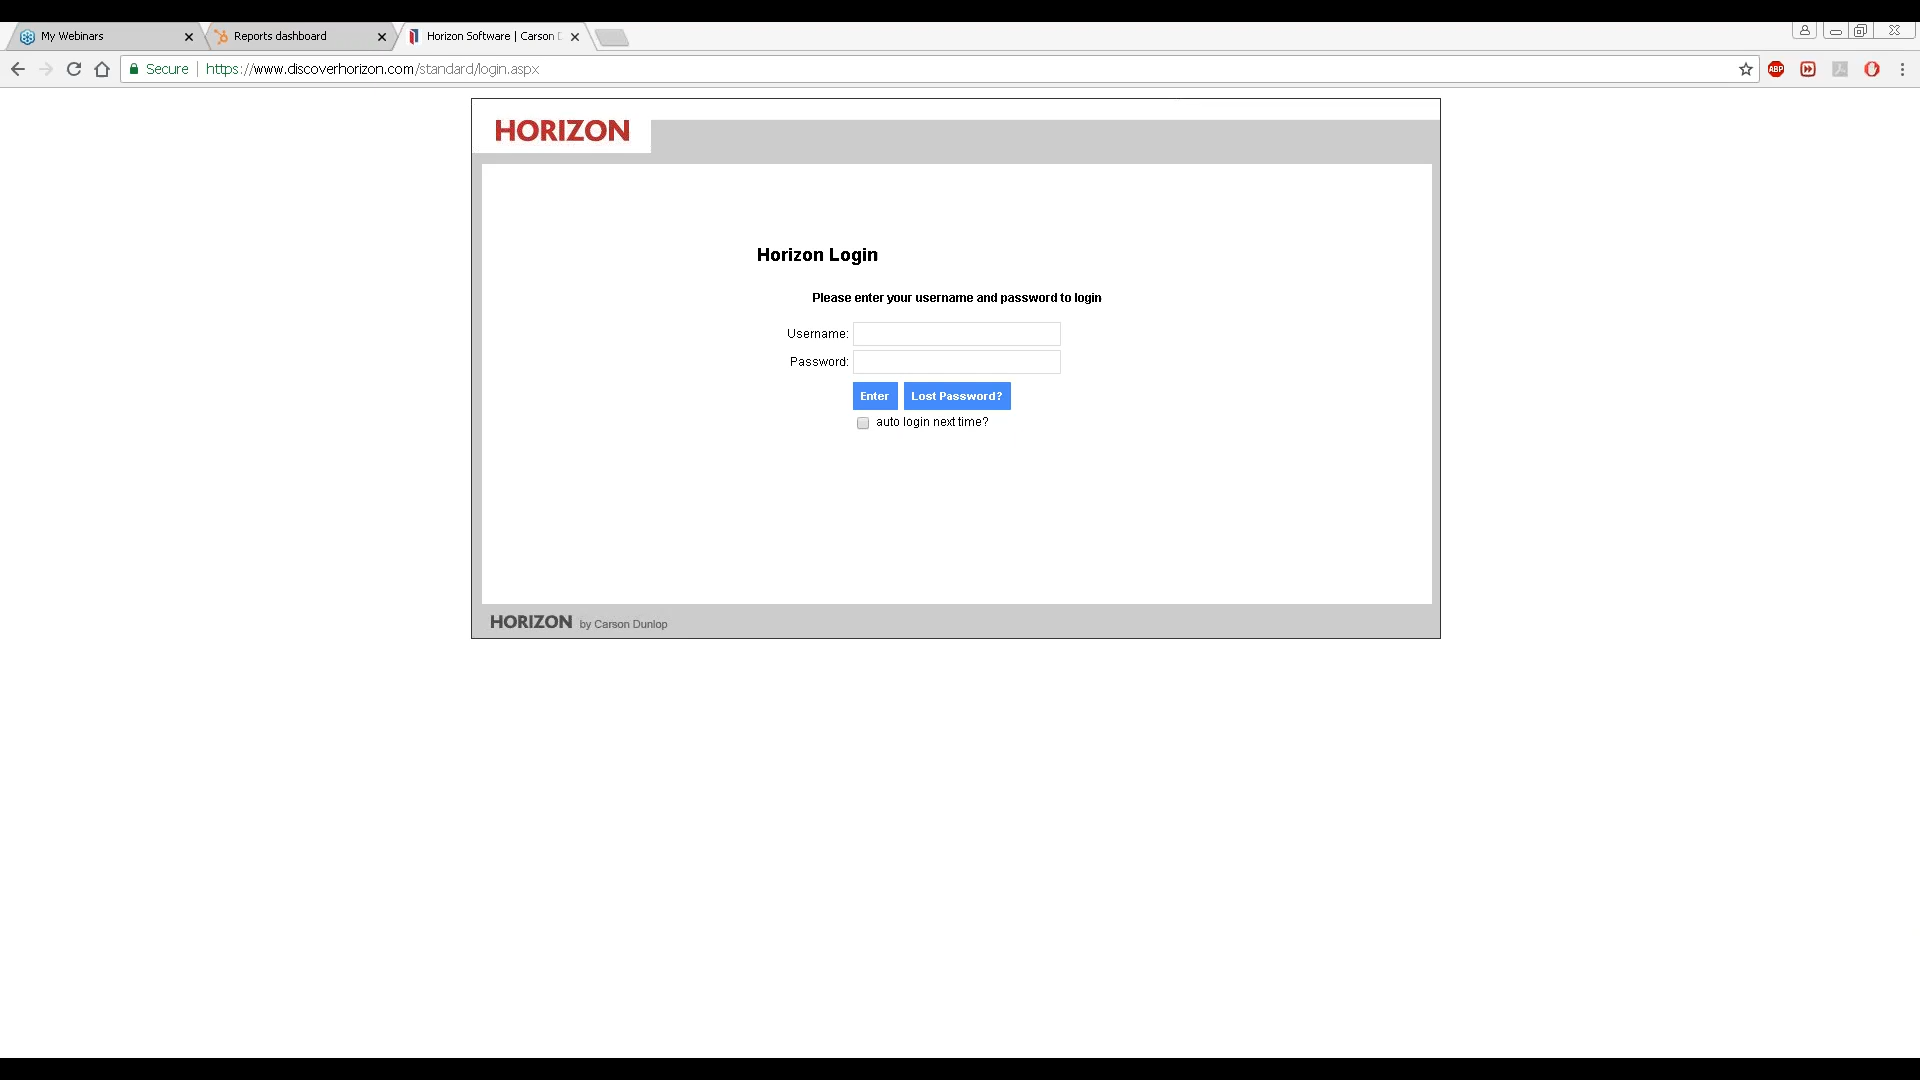 My Webinars
Reports dashboard
Horizon Software | Carson D
Secure
https://www.discoverhorizon.com/standard/login.aspx
ABP
HORIZON
Horizon Login
Please enter your username and password to login
Username:
Password:
Enter
Lost Password?
auto login next time?
HORIZON by Carson Dunlop